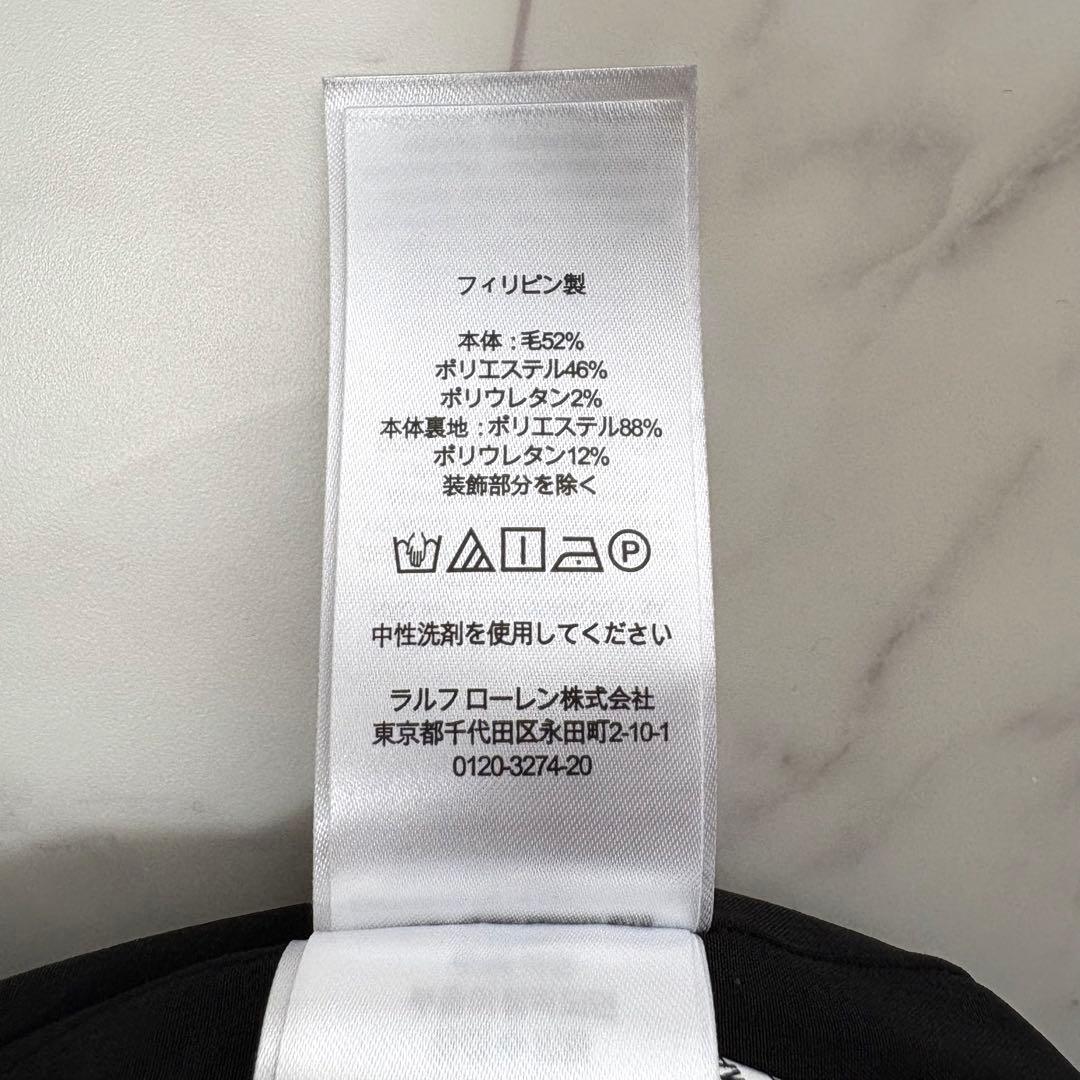 フィリピン製
本体 : 毛52%
ポリエステル46%
ポリウレタン2%
本体裏地 : ポリエステル88%
ポリウレタン12%
装飾部分を除く
P
中性洗剤を使用してください
ラルフ ローレン株式会社
東京都千代田区永田町2-10-1
0120-3274-20